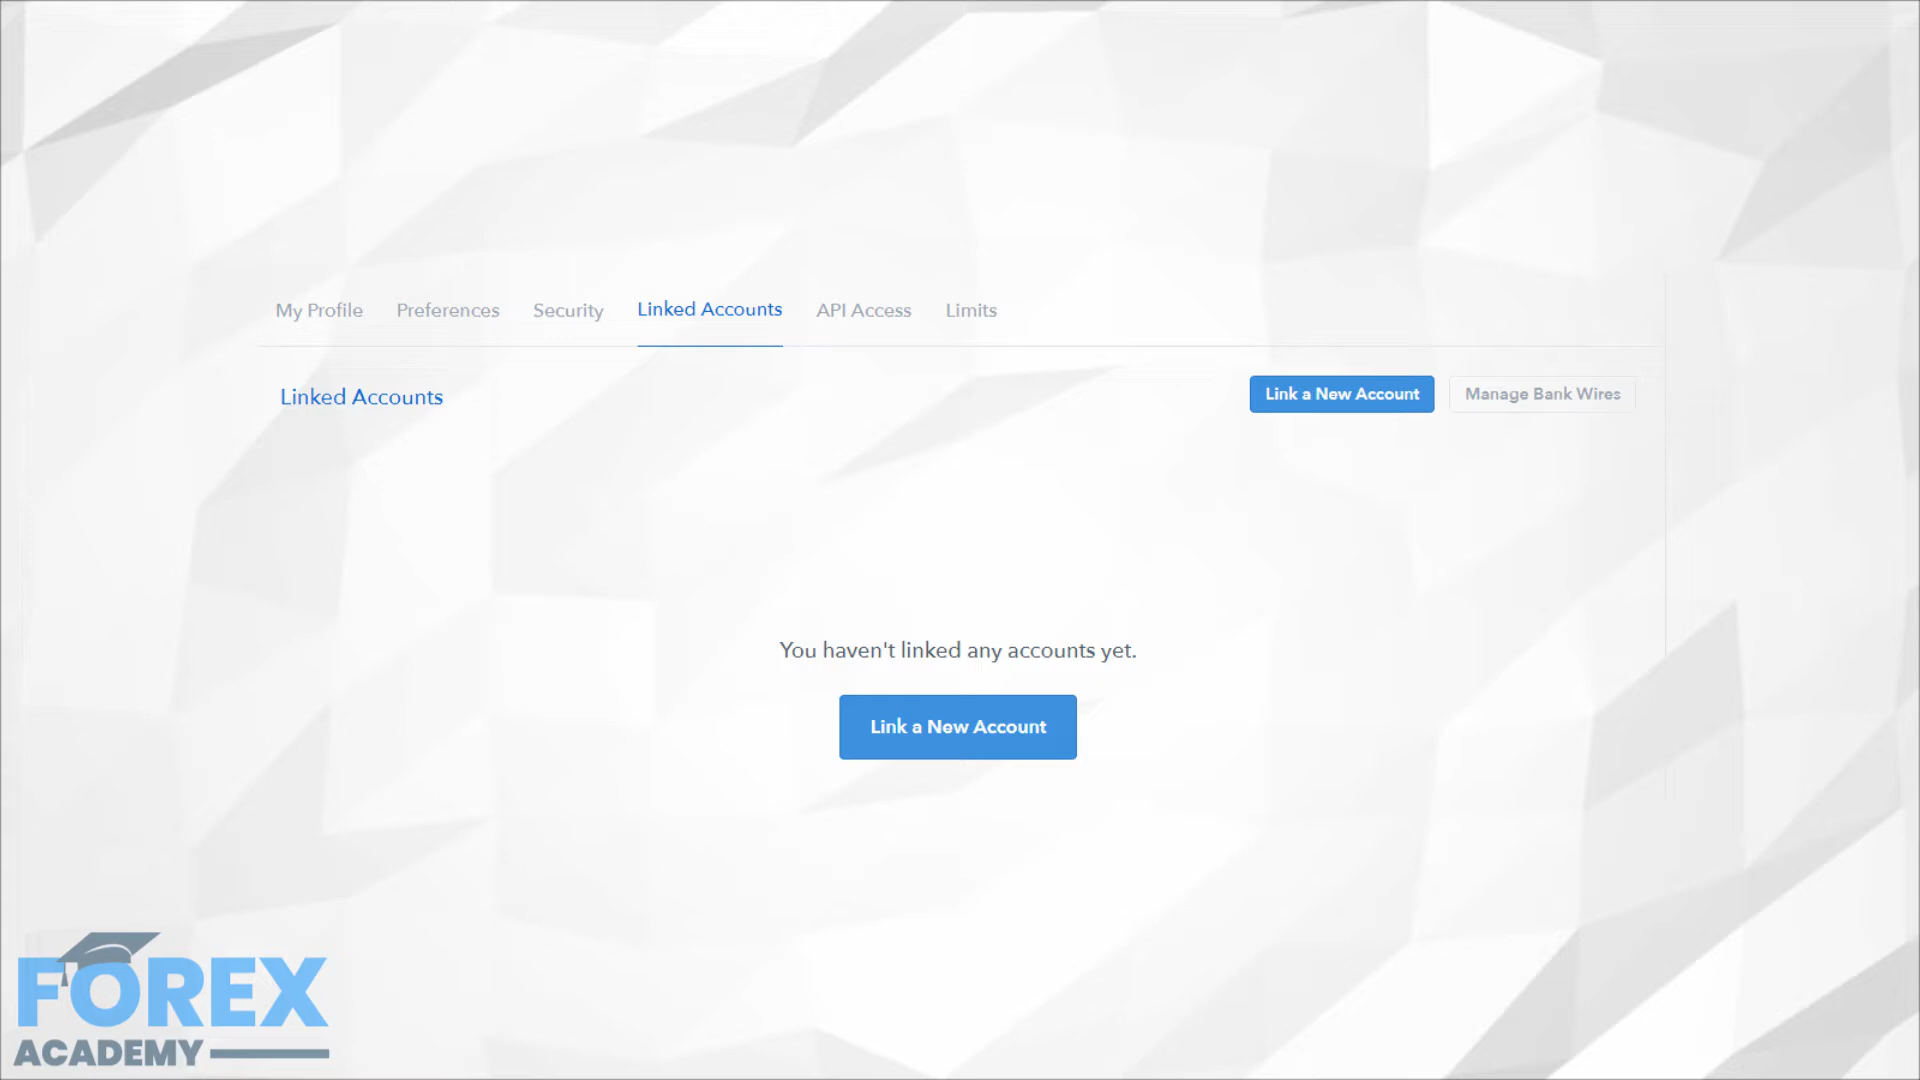 My Profile Preferences Security Linked Accounts API Access Limits
Linked Accounts Link a New Account Manage Bank Wires
You haven't linked any accounts yet.
Link a New Account
FOREX
ACADEMY